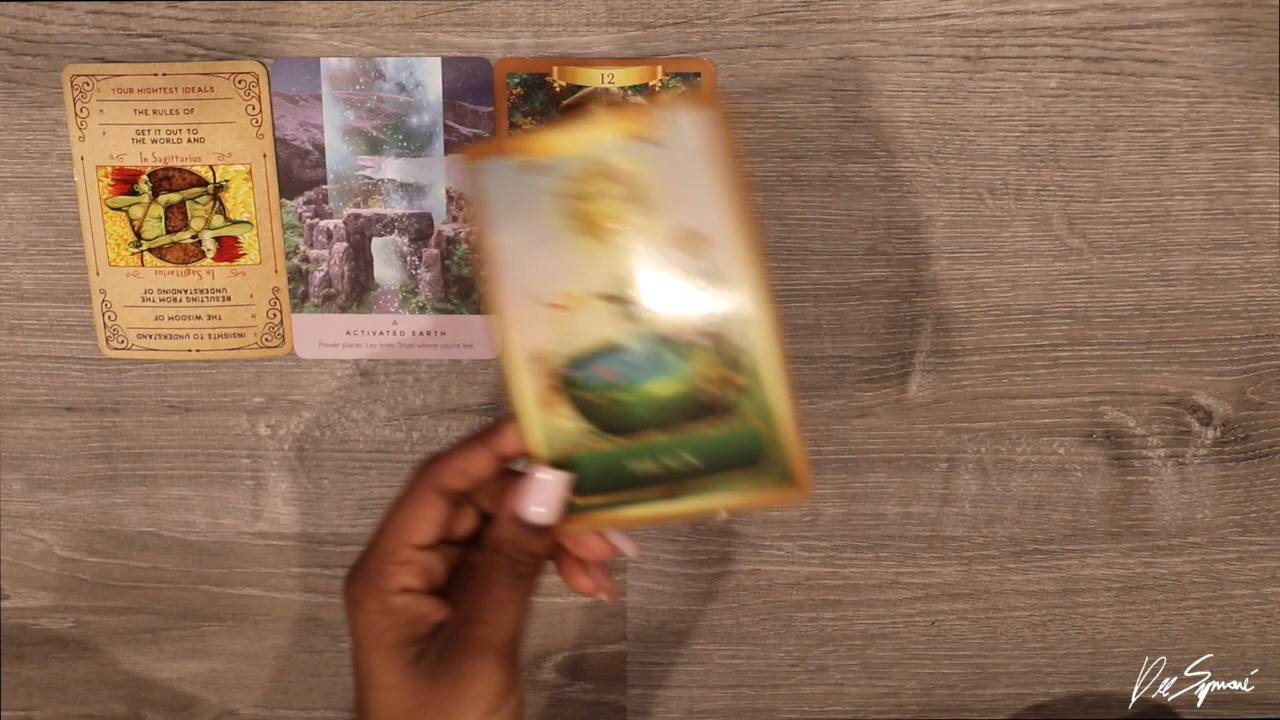 YOUR HIGHTEST IDEALS
THE RULES OF
GET IT OUT TO
THE WORLD AND
In Sagittarius
In Sagittarius
RESULTING FROM THE
UNDERSTANDING OF
THE WISDOM OF
INSIGHTS TO UNDERSTAND
ACTIVATED EARTH
Power places. Ley lines. Trust where you're led.
12
Dee Symoné